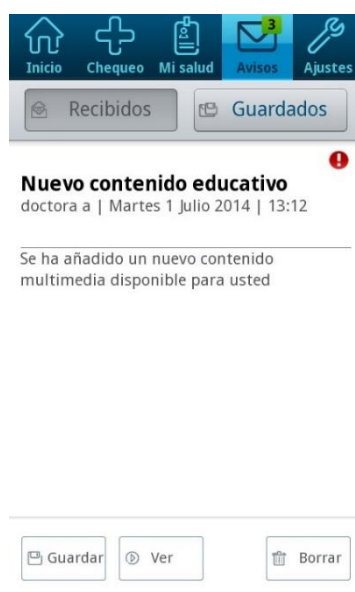 3
Inicio Chequeo Mi salud Avisos Ajustes
Recibidos Guardados
Nuevo contenido educativo
doctora a | Martes 1 Julio 2014 | 13:12
Se ha añadido un nuevo contenido
multimedia disponible para usted
Guardar Ver Borrar